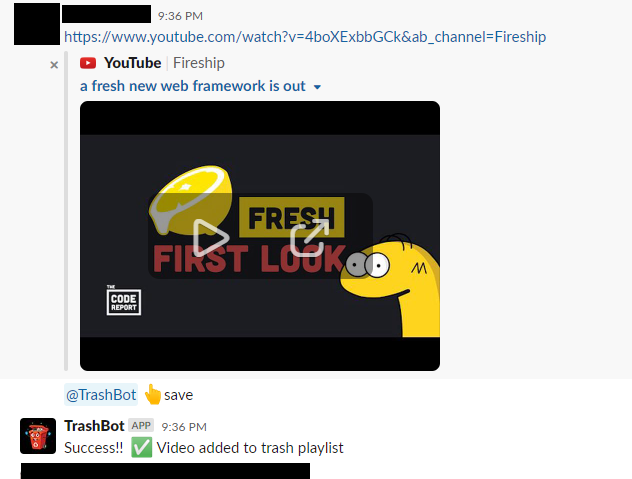 9:36 PM
https://www.youtube.com/watch?v=4boXExbbGCk&ab_channel=Fireship
× YouTube | Fireship
a fresh new web framework is out
FRESH
FIRST LOOK
THE
CODE
REPORT
@TrashBot 👆save
TrashBot APP 9:36 PM
Success!! ✅ Video added to trash playlist